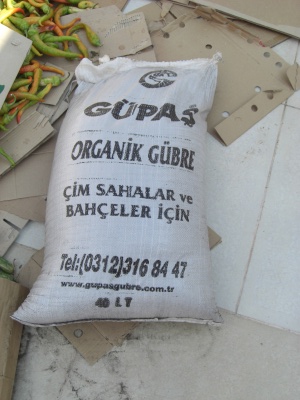 GÜPAŞ
ORGANİK GÜBRE
ÇİM SAHALAR ve
BAHÇELER İÇİN
Tel:(0312)316 84 47
www.gupasgubre.com.tr
40 LT